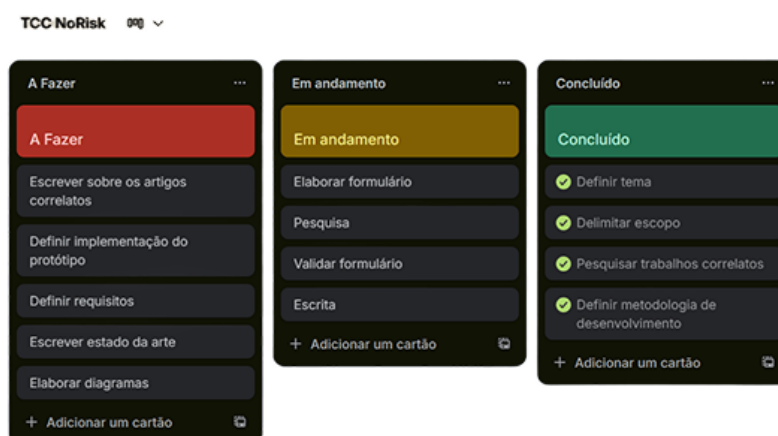 TCC NoRisk
A Fazer
A Fazer
Escrever sobre os artigos
correlatos
Definir implementação do
protótipo
Definir requisitos
Escrever estado da arte
Elaborar diagramas
+ Adicionar um cartão
Em andamento
Em andamento
Elaborar formulário
Pesquisa
Validar formulário
Escrita
+ Adicionar um cartão
Concluído
Concluído
Definir tema
Delimitar escopo
Pesquisar trabalhos correlatos
Definir metodologia de
desenvolvimento
+ Adicionar um cartão